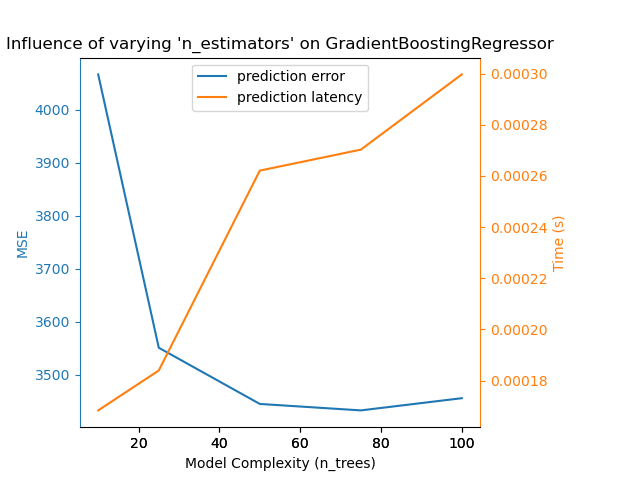 Influence of varying 'n_estimators' on GradientBoostingRegressor
prediction error
prediction latency
4000
3900
3800
3700
3600
3500
MSE
0.00030
0.00028
0.00026
0.00024
0.00022
0.00020
0.00018
Time (s)
20 40 60 80 100
Model Complexity (n_trees)